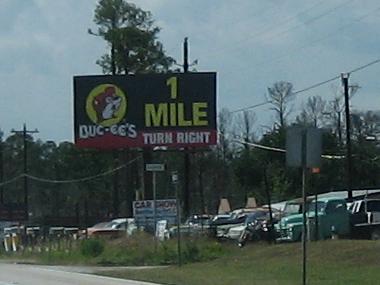 1
MILE
BUC-EE'S
TURN RIGHT
CAR SHOW